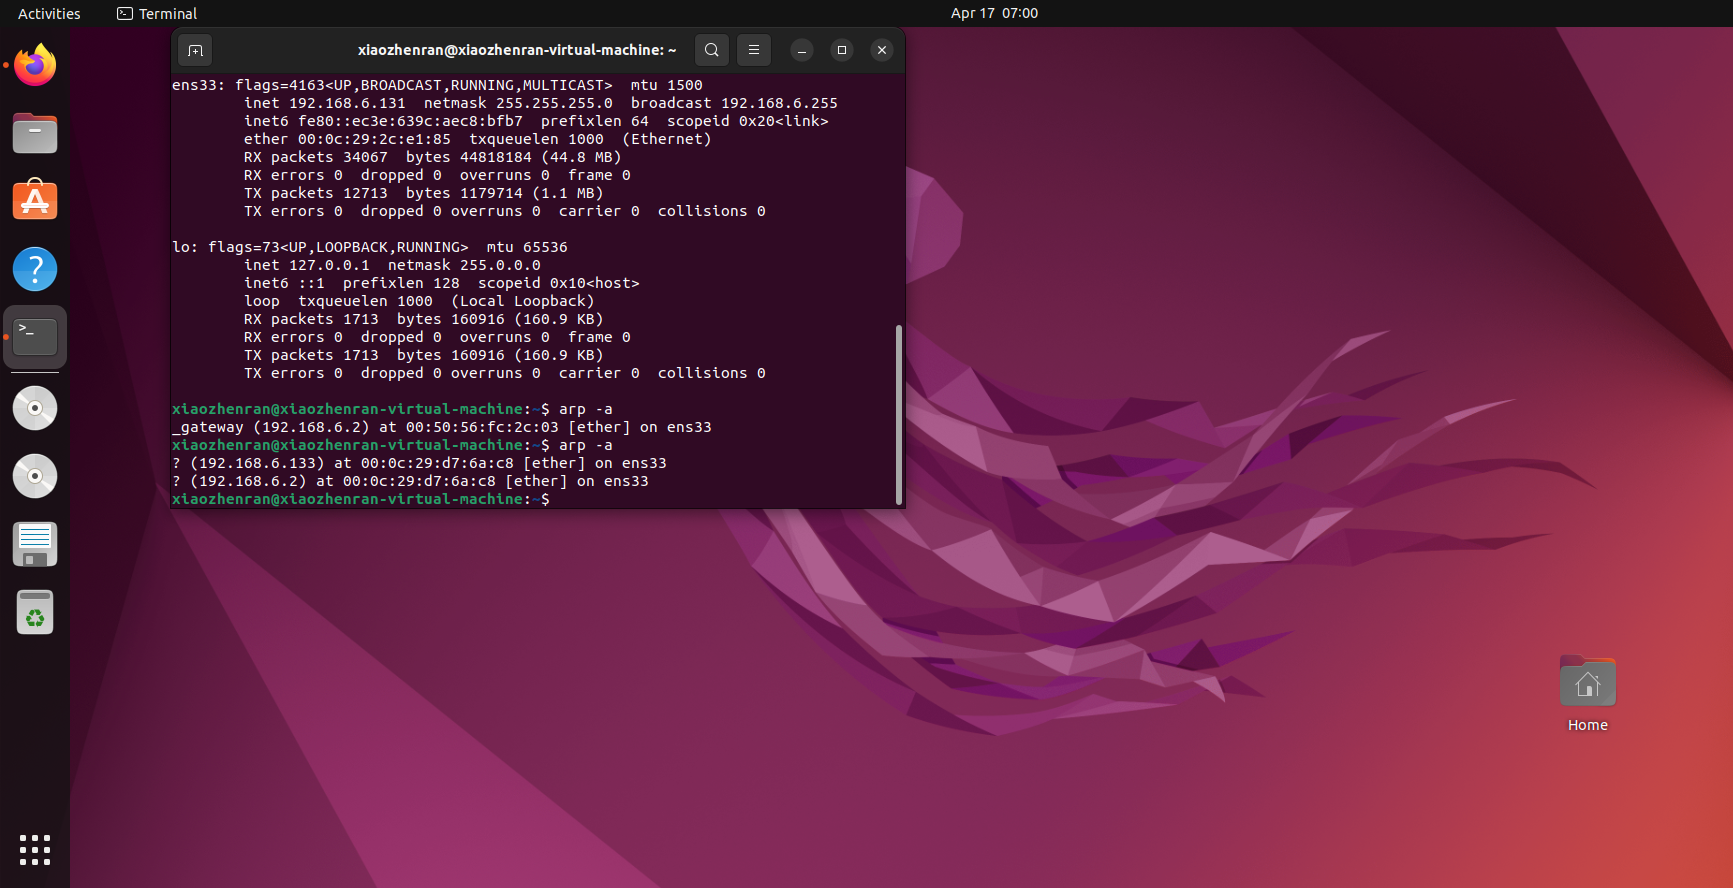 Activities
Terminal
Apr 17 07:00
xiaozhenran@xiaozhenran-virtual-machine: ~
ens33: flags=4163<UP,BROADCAST,RUNNING,MULTICAST>  mtu 1500
        inet 192.168.6.131  netmask 255.255.255.0  broadcast 192.168.6.255
        inet6 fe80::ec3e:639c:aec8:bfb7  prefixlen 64  scopeid 0x20<link>
        ether 00:0c:29:2c:e1:85  txqueuelen 1000  (Ethernet)
        RX packets 34067  bytes 44818184 (44.8 MB)
        RX errors 0  dropped 0  overruns 0  frame 0
        TX packets 12713  bytes 1179714 (1.1 MB)
        TX errors 0  dropped 0 overruns 0  carrier 0  collisions 0
lo: flags=73<UP,LOOPBACK,RUNNING>  mtu 65536
        inet 127.0.0.1  netmask 255.0.0.0
        inet6 ::1  prefixlen 128  scopeid 0x10<host>
        loop  txqueuelen 1000  (Local Loopback)
        RX packets 1713  bytes 160916 (160.9 KB)
        RX errors 0  dropped 0  overruns 0  frame 0
        TX packets 1713  bytes 160916 (160.9 KB)
        TX errors 0  dropped 0 overruns 0  carrier 0  collisions 0
xiaozhenran@xiaozhenran-virtual-machine:~$ arp -a
_gateway (192.168.6.2) at 00:50:56:fc:2c:03 [ether] on ens33
xiaozhenran@xiaozhenran-virtual-machine:~$ arp -a
? (192.168.6.133) at 00:0c:29:d7:6a:c8 [ether] on ens33
? (192.168.6.2) at 00:0c:29:d7:6a:c8 [ether] on ens33
xiaozhenran@xiaozhenran-virtual-machine:~$
Home